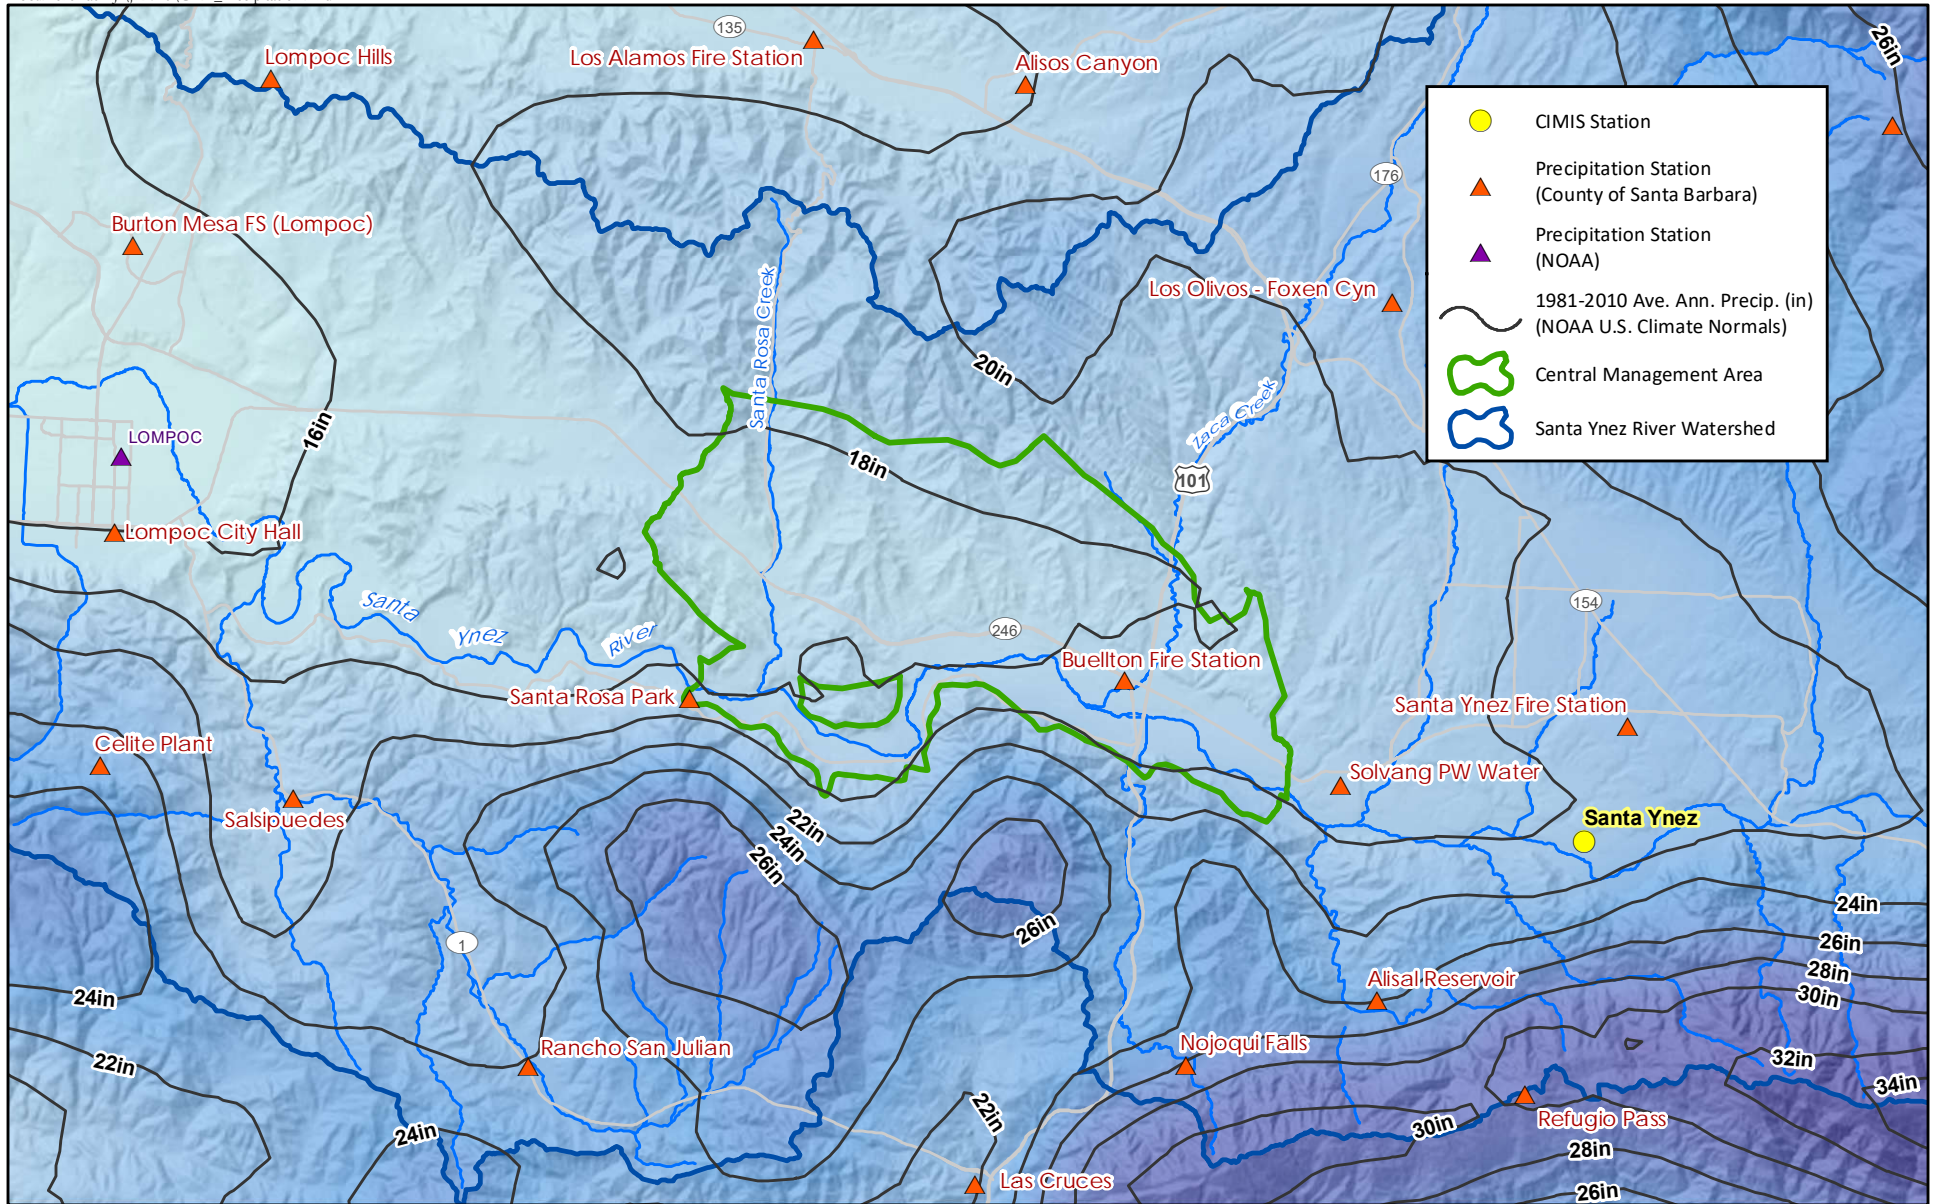 135
Lompoc Hills
Los Alamos Fire Station
Alisos Canyon
26in
CIMIS Station
Precipitation Station
(County of Santa Barbara)
Precipitation Station
(NOAA)
1981-2010 Ave. Ann. Precip. (in)
(NOAA U.S. Climate Normals)
Central Management Area
Santa Ynez River Watershed
176
Burton Mesa FS (Lompoc)
Los Olivos - Foxen Cyn
Santa Rosa Creek
20in
Zaca Creek
16in
LOMPOC
18in
101
Lompoc City Hall
Santa
Ynez
River
154
246
Buellton Fire Station
Santa Rosa Park
Santa Ynez Fire Station
Celite Plant
Solvang PW Water
Salsipuedes
22in
24in
26in
Santa Ynez
24in
26in
1
26in
28in
Alisal Reservoir
30in
24in
Rancho San Julian
Nojoqui Falls
22in
32in
34in
22in
Refugio Pass
24in
30in
28in
Las Cruces
26in